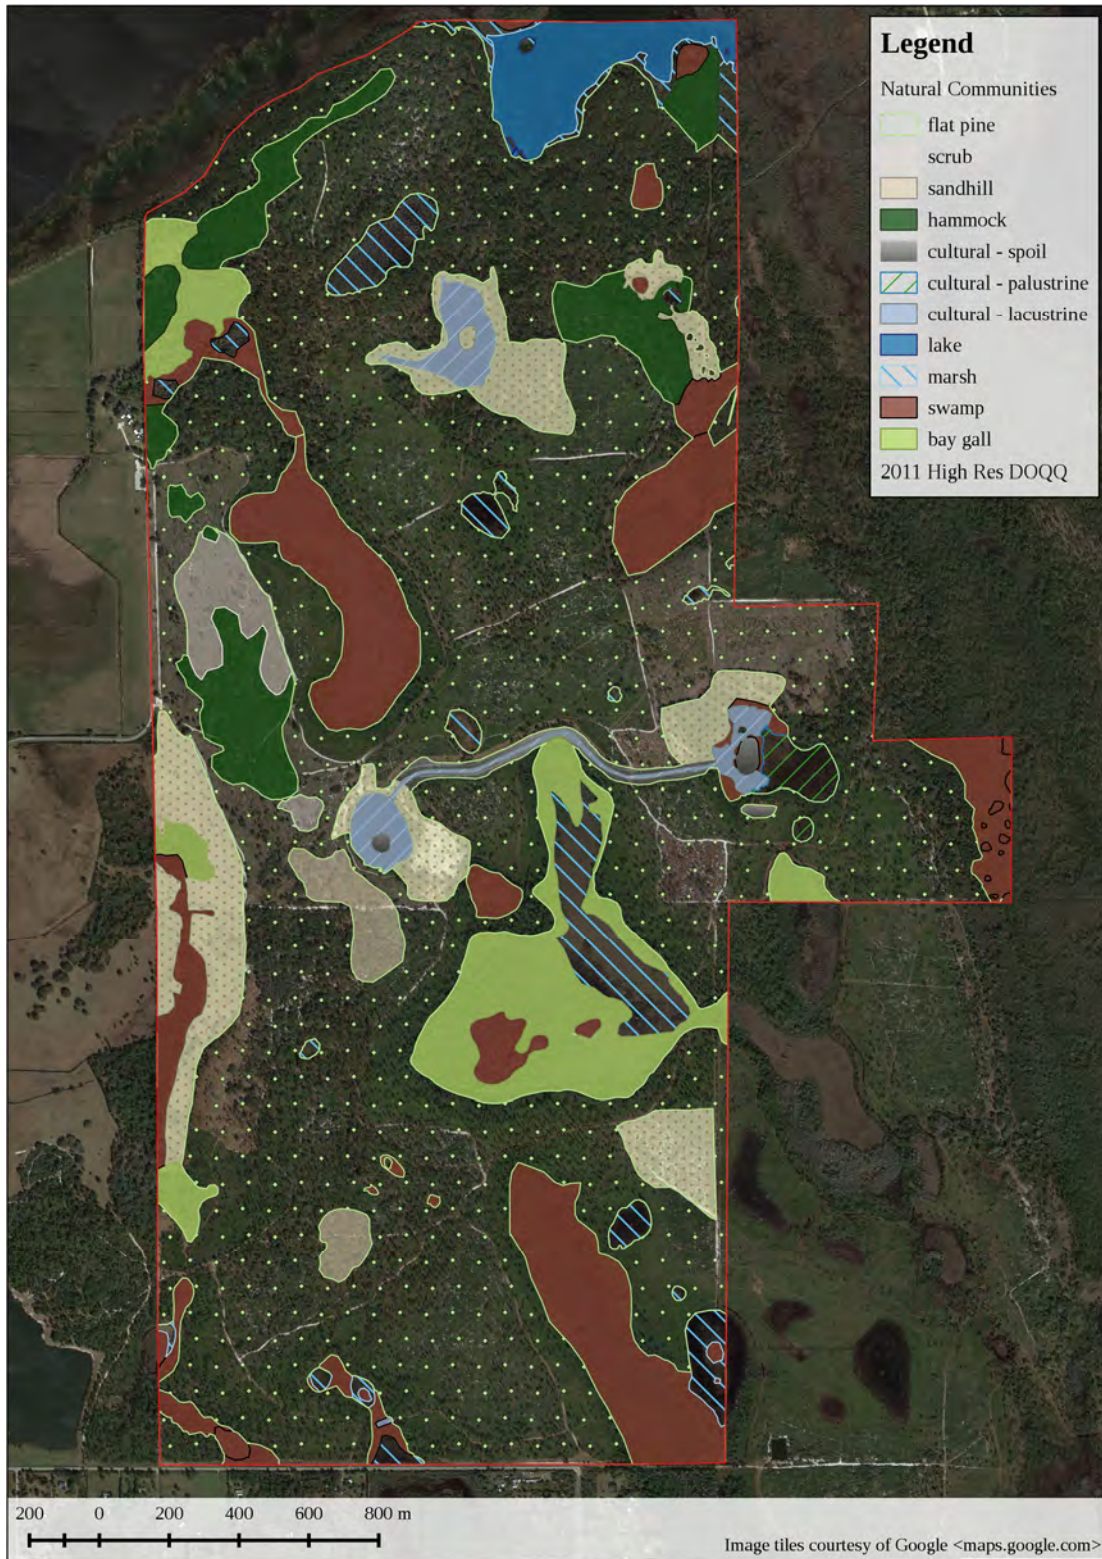 Legend
Natural Communities
flat pine
scrub
sandhill
hammock
cultural - spoil
cultural - palustrine
cultural - lacustrine
lake
marsh
swamp
bay gall
2011 High Res DOQQ
200 0 200 400 600 800 m
Image tiles courtesy of Google <maps.google.com>